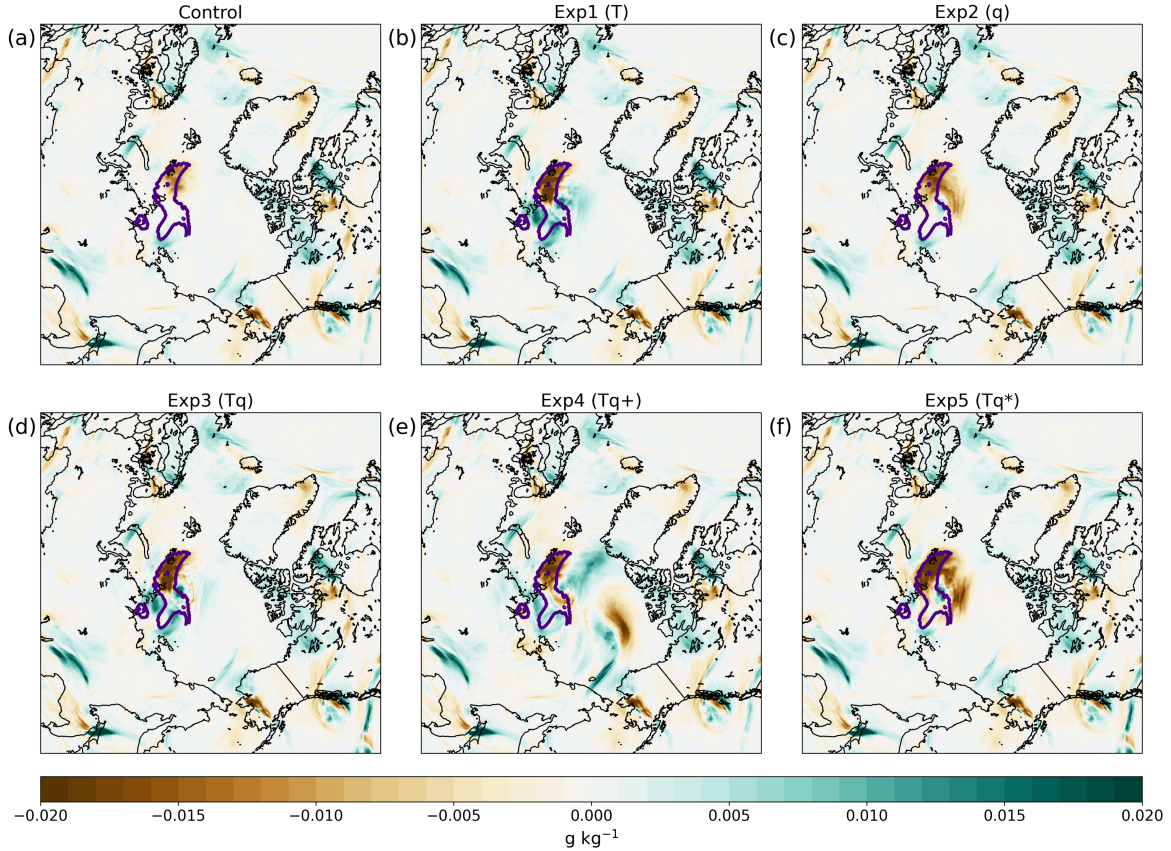 Control
Exp1 (T)
Exp2 (q)
(a)
(b)
(c)
Exp3 (Tq)
Exp4 (Tq+)
Exp5 (Tq*)
(d)
(e)
(f)
−0.020
−0.015
−0.010
−0.005
0.000
0.005
0.010
0.015
0.020
g kg⁻¹